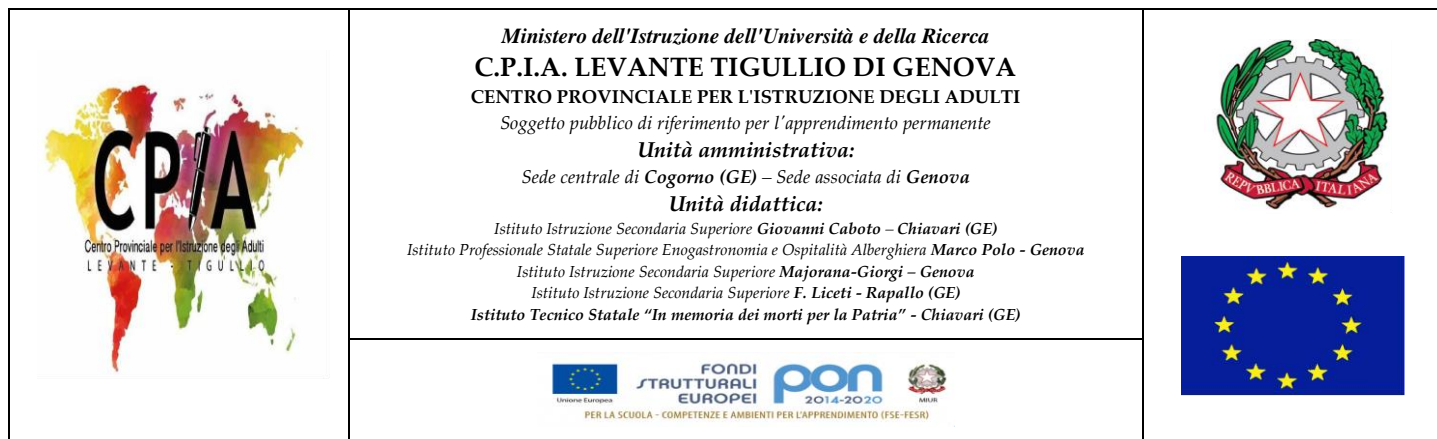 CPIA
Centro Provinciale per l'Istruzione degli Adulti
LEVANTE - TIGULLIO
Ministero dell'Istruzione dell'Università e della Ricerca
C.P.I.A. LEVANTE TIGULLIO DI GENOVA
CENTRO PROVINCIALE PER L'ISTRUZIONE DEGLI ADULTI
Soggetto pubblico di riferimento per l'apprendimento permanente
Unità amministrativa:
Sede centrale di Cogorno (GE) – Sede associata di Genova
Unità didattica:
Istituto Istruzione Secondaria Superiore Giovanni Caboto – Chiavari (GE)
Istituto Professionale Statale Superiore Enogastronomia e Ospitalità Alberghiera Marco Polo - Genova
Istituto Istruzione Secondaria Superiore Majorana-Giorgi – Genova
Istituto Istruzione Secondaria Superiore F. Liceti - Rapallo (GE)
Istituto Tecnico Statale “In memoria dei morti per la Patria” - Chiavari (GE)
Unione Europea
FONDI
STRUTTURALI
EUROPEI
pon
2014-2020
MIUR
PER LA SCUOLA - COMPETENZE E AMBIENTI PER L'APPRENDIMENTO (FSE-FESR)
REPVBBLICA ITALIANA